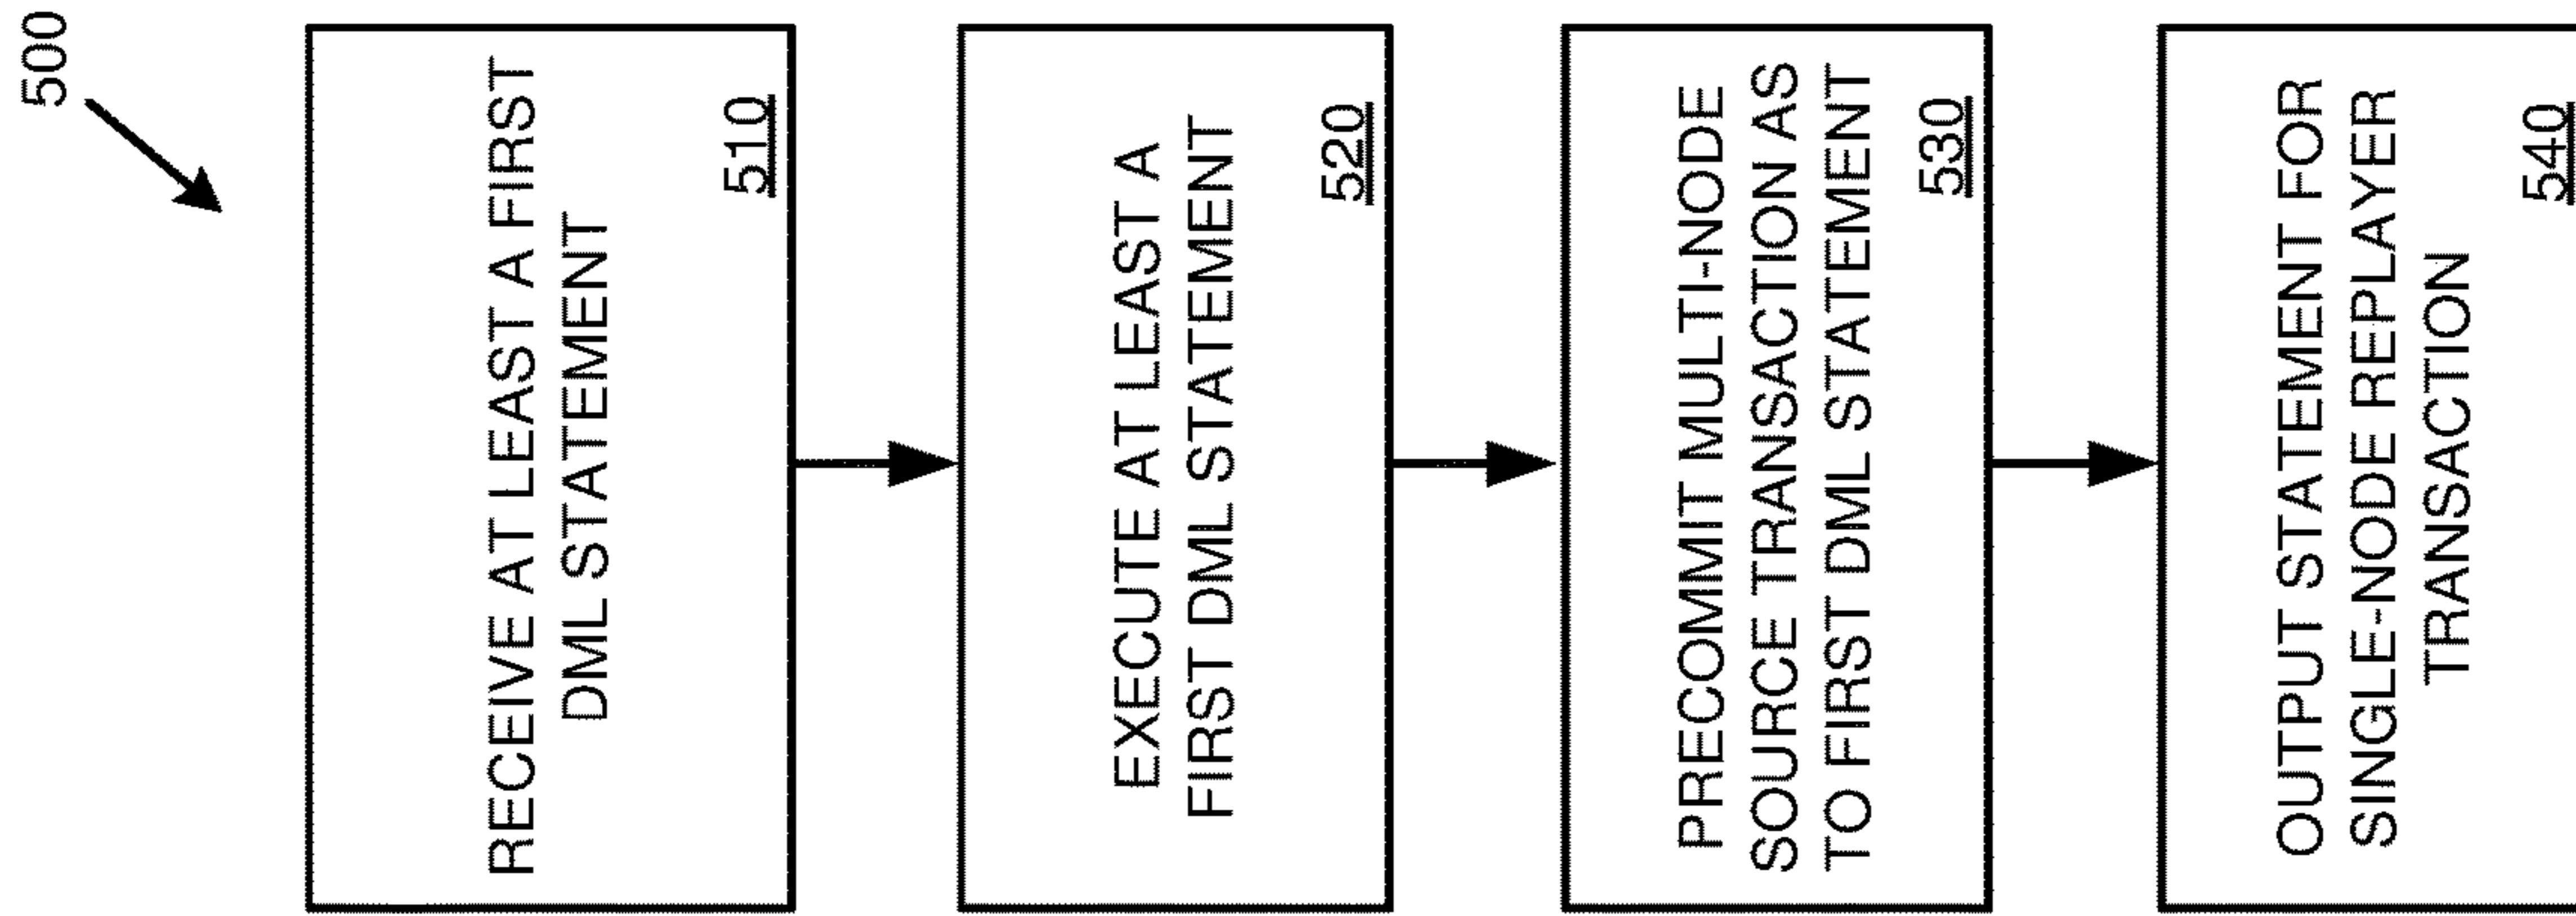 500
RECEIVE AT LEAST A FIRST
DML STATEMENT
510
EXECUTE AT LEAST A
FIRST DML STATEMENT
520
PRECOMMIT MULTI-NODE
SOURCE TRANSACTION AS
TO FIRST DML STATEMENT
530
OUTPUT STATEMENT FOR
SINGLE-NODE REPLAYER
TRANSACTION
540